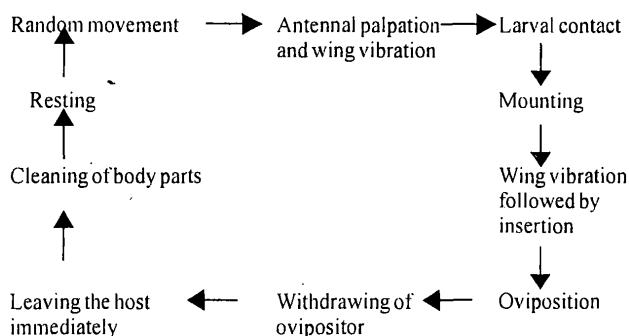 Random movement
Antennal palpation
and wing vibration
Larval contact
Mounting
Wing vibration
followed by
insertion
Oviposition
Withdrawing of
ovipositor
Leaving the host
immediately
Cleaning of body parts
Resting